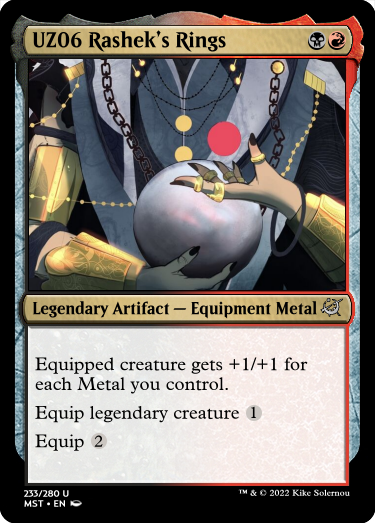 UZ06 Rashek's Rings
Legendary Artifact — Equipment Metal
Equipped creature gets +1/+1 for
each Metal you control.
Equip legendary creature 1
Equip 2
233/280 U
MST • EN
™ & © 2022 Kike Solernou